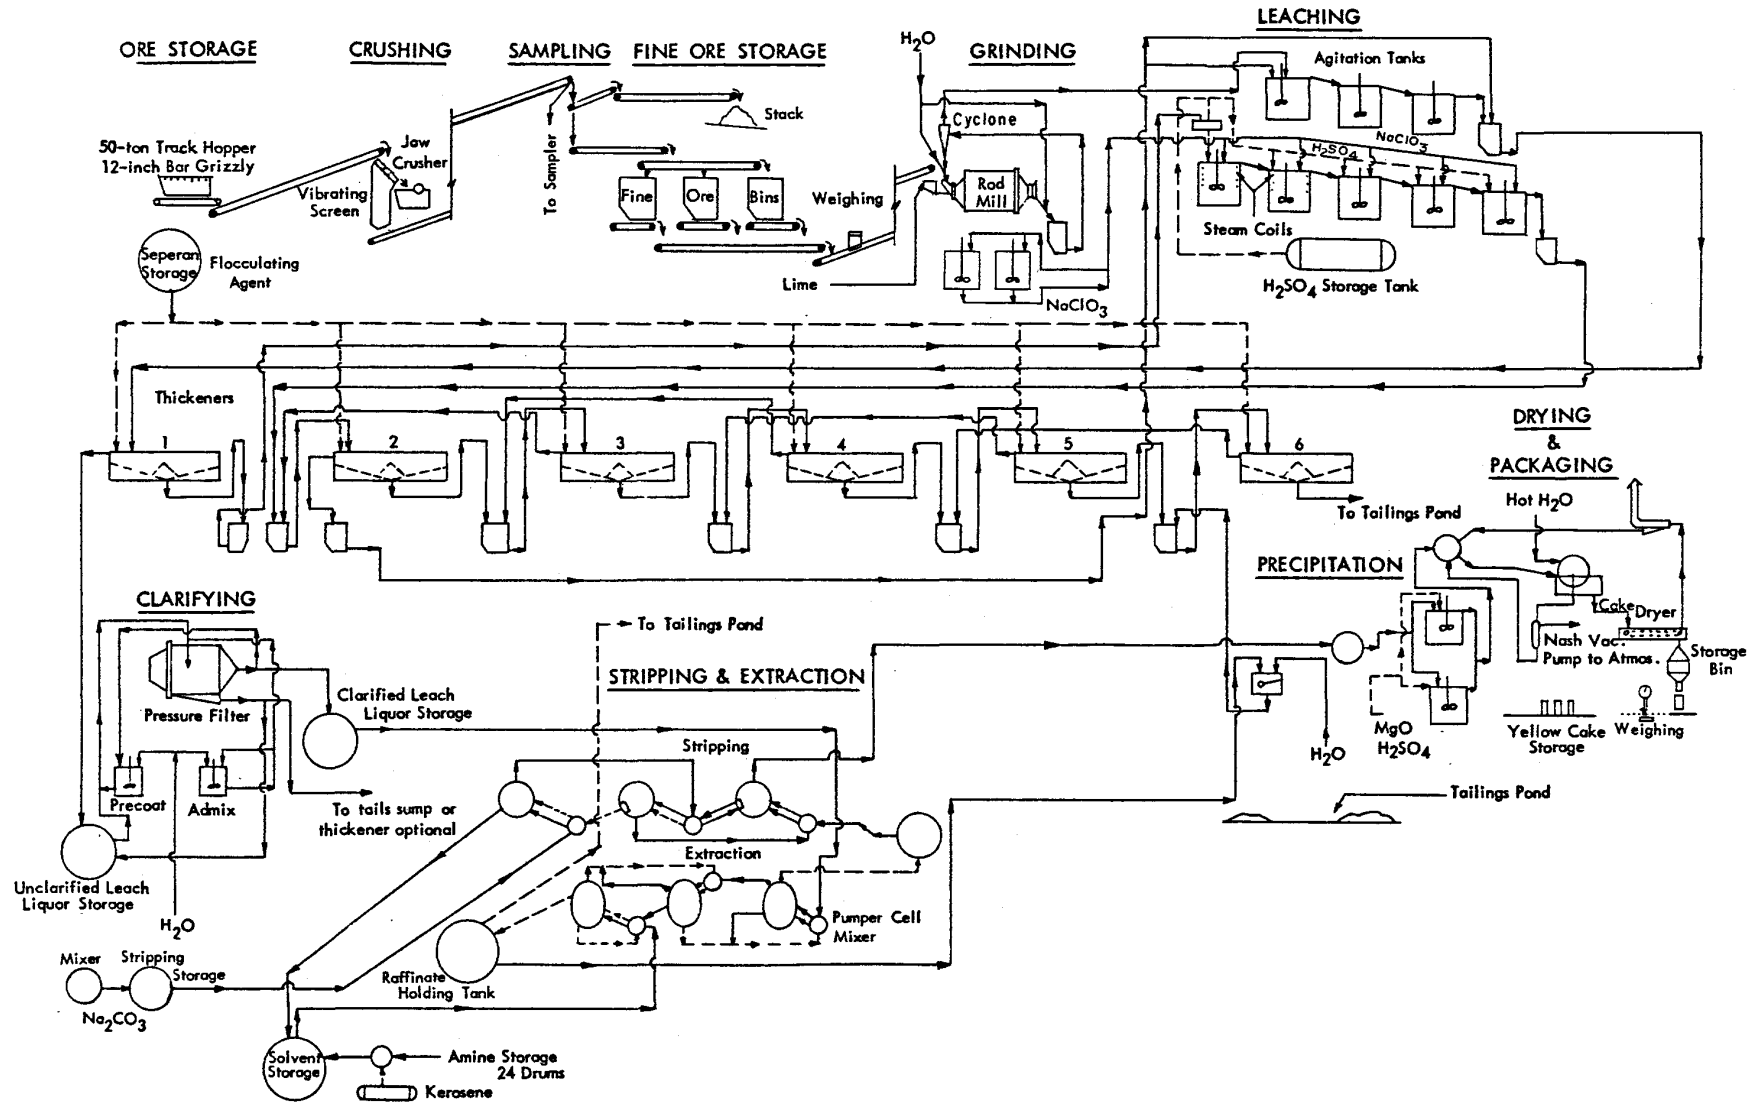 LEACHING
ORE STORAGE
CRUSHING
SAMPLING
FINE ORE STORAGE
H2O
GRINDING
Agitation Tanks
Stack
Cyclone
To Sampler
50-ton Track Hopper
12-inch Bar Grizzly
Jaw
Crusher
NaClO3
H2SO4
Vibrating
Screen
Fine
Ore
Bins
Weighing
Rod
Mill
Steam Coils
Seperan
Storage
Flocculating
Agent
Lime
NaClO3
H2SO4 Storage Tank
Thickeners
1
2
3
4
5
6
DRYING
&
PACKAGING
To Tailings Pond
Hot H2O
PRECIPITATION
CLARIFYING
To Tailings Pond
Cake
Dryer
Nash Vac.
Pump to Atmos.
Storage
Bin
STRIPPING & EXTRACTION
Pressure Filter
Clarified Leach
Liquor Storage
MgO
H2SO4
H2O
Yellow Cake
Storage
Weighing
Stripping
Precoat
Admix
To tails sump or
thickener optional
Tailings Pond
Extraction
Unclarified Leach
Liquor Storage
H2O
Pumper Cell
Mixer
Mixer
Stripping
Storage
Na2CO3
Raffinate
Holding Tank
Solvent
Storage
Amine Storage
24 Drums
Kerosene